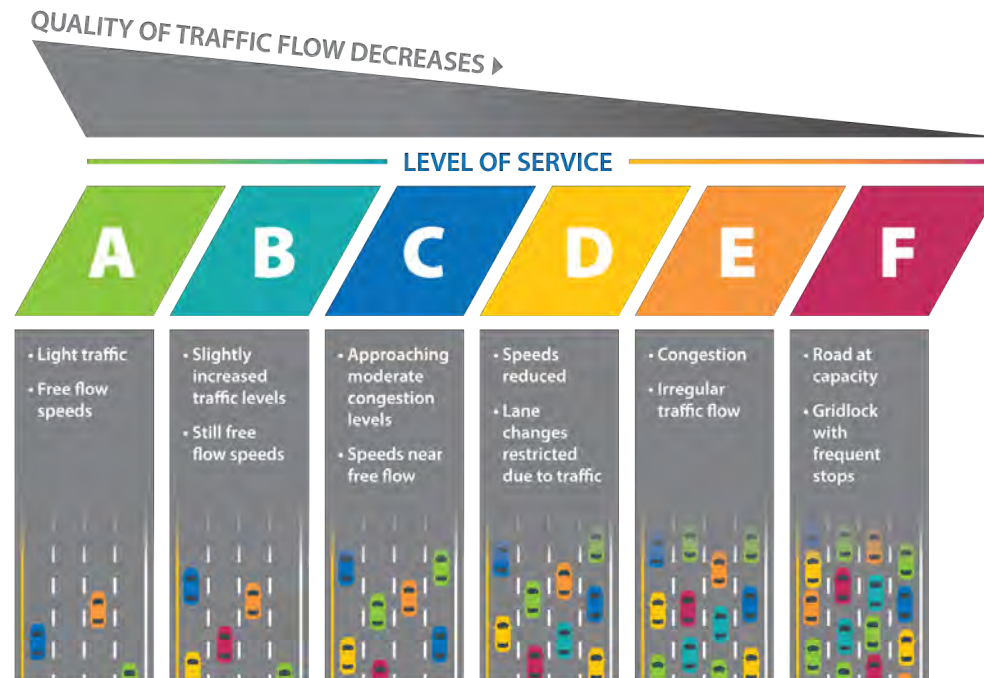 QUALITY OF TRAFFIC FLOW DECREASES
LEVEL OF SERVICE
A
B
C
D
E
F
• Light traffic
• Free flow
speeds
• Slightly
increased
traffic levels
• Still free
flow speeds
• Approaching
moderate
congestion
levels
• Speeds near
free flow
• Speeds
reduced
• Lane
changes
restricted
due to traffic
• Congestion
• Irregular
traffic flow
• Road at
capacity
• Gridlock
with
frequent
stops